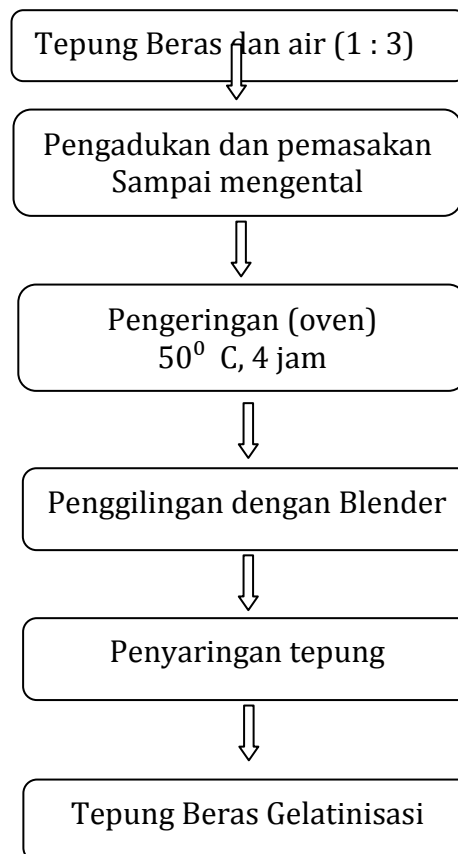 Tepung Beras dan air (1 : 3)
Pengadukan dan pemasakan
Sampai mengental
Pengeringan (oven)
50⁰ C, 4 jam
Penggilingan dengan Blender
Penyaringan tepung
Tepung Beras Gelatinisasi